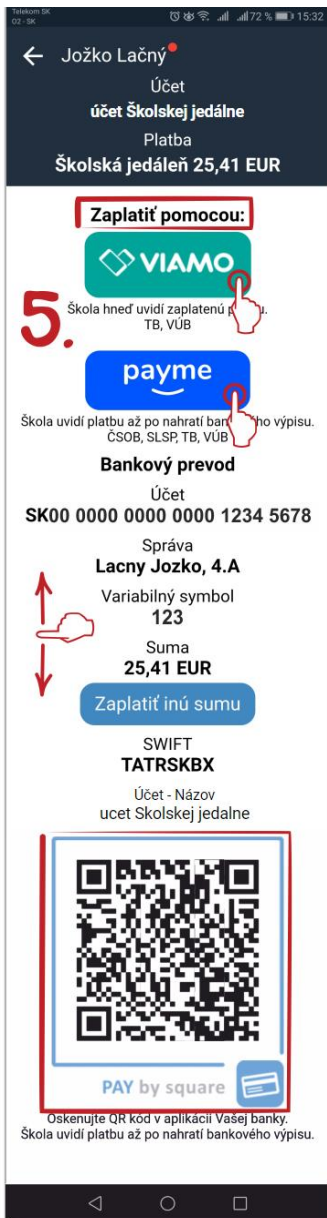 Telekom SK
O2 - SK
72 %
15:32
Jožko Lačný
Účet
účet Školskej jedálne
Platba
Školská jedáleň 25,41 EUR
Zaplatiť pomocou:
VIAMO
Škola hneď uvidí zaplatenú
TB, VÚB
5.
payme
Škola uvidí platbu až po nahratí bankového výpisu.
ČSOB, SLSP, TB, VÚB
Bankový prevod
Účet
SK00 0000 0000 0000 1234 5678
Správa
Lacny Jozko, 4.A
Variabilný symbol
123
Suma
25,41 EUR
Zaplatiť inú sumu
SWIFT
TATRSKBX
Účet - Názov
ucet Skolskej jedalne
PAY by square
Oskenujte QR kód v aplikácii Vašej banky.
Škola uvidí platbu až po nahratí bankového výpisu.